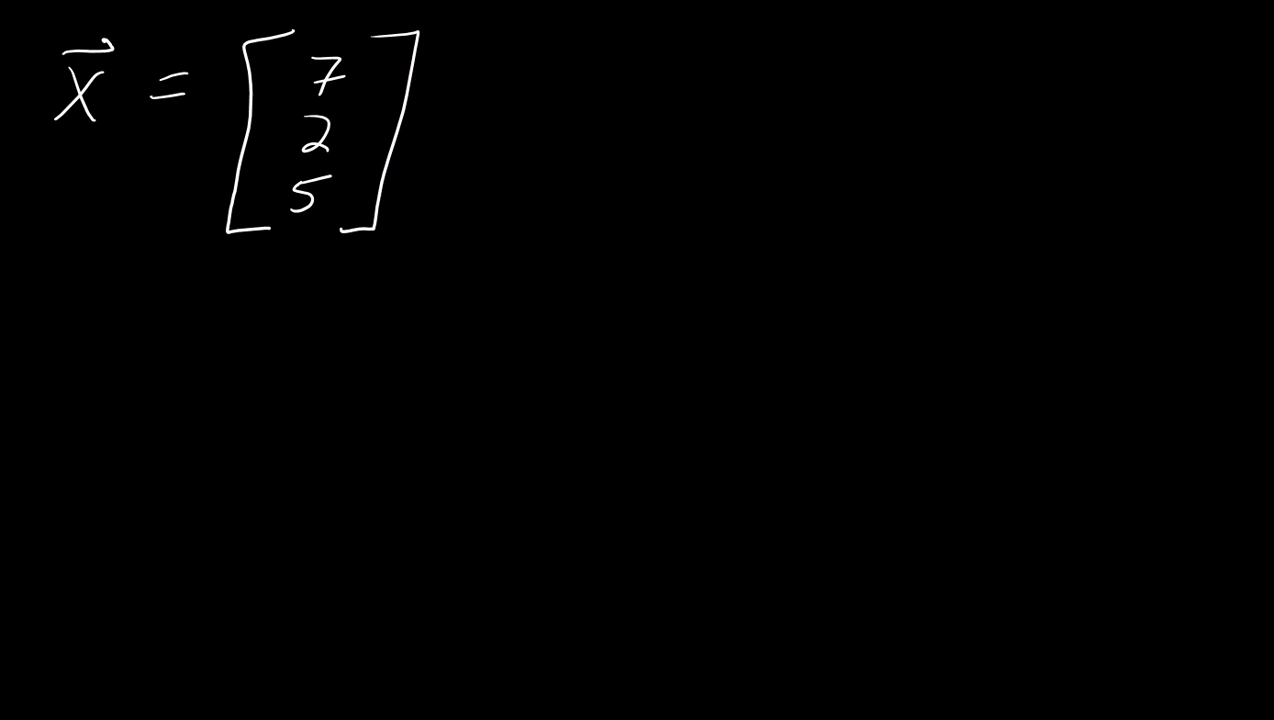 x⃗ = [
7
2
5
]